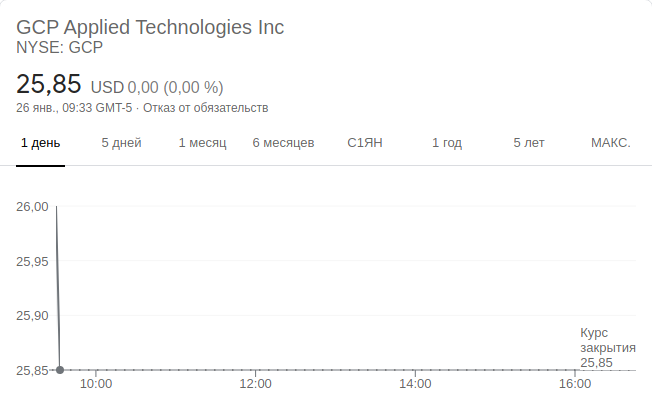 GCP Applied Technologies Inc
NYSE: GCP
25,85 USD 0,00 (0,00 %)
26 янв., 09:33 GMT-5 · Отказ от обязательств
1 день 5 дней 1 месяц 6 месяцев С1ЯН 1 год 5 лет МАКС.
26,00
25,95
25,90
Курс
закрытия
25,85
25,85
10:00 12:00 14:00 16:00